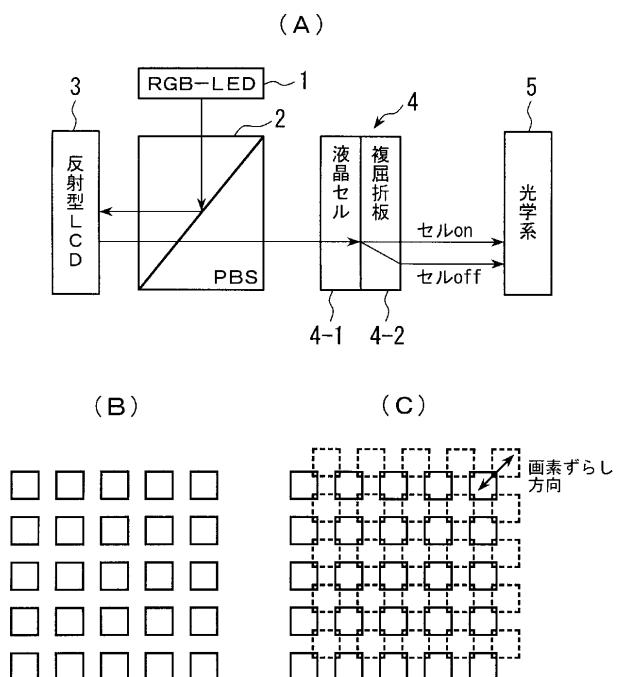 （A）
RGB－LED
1
2
3
反射型LCD
PBS
4
液晶セル
複屈折板
セルon
セルoff
4-1
4-2
5
光学系
（B）
（C）
画素ずらし
方向